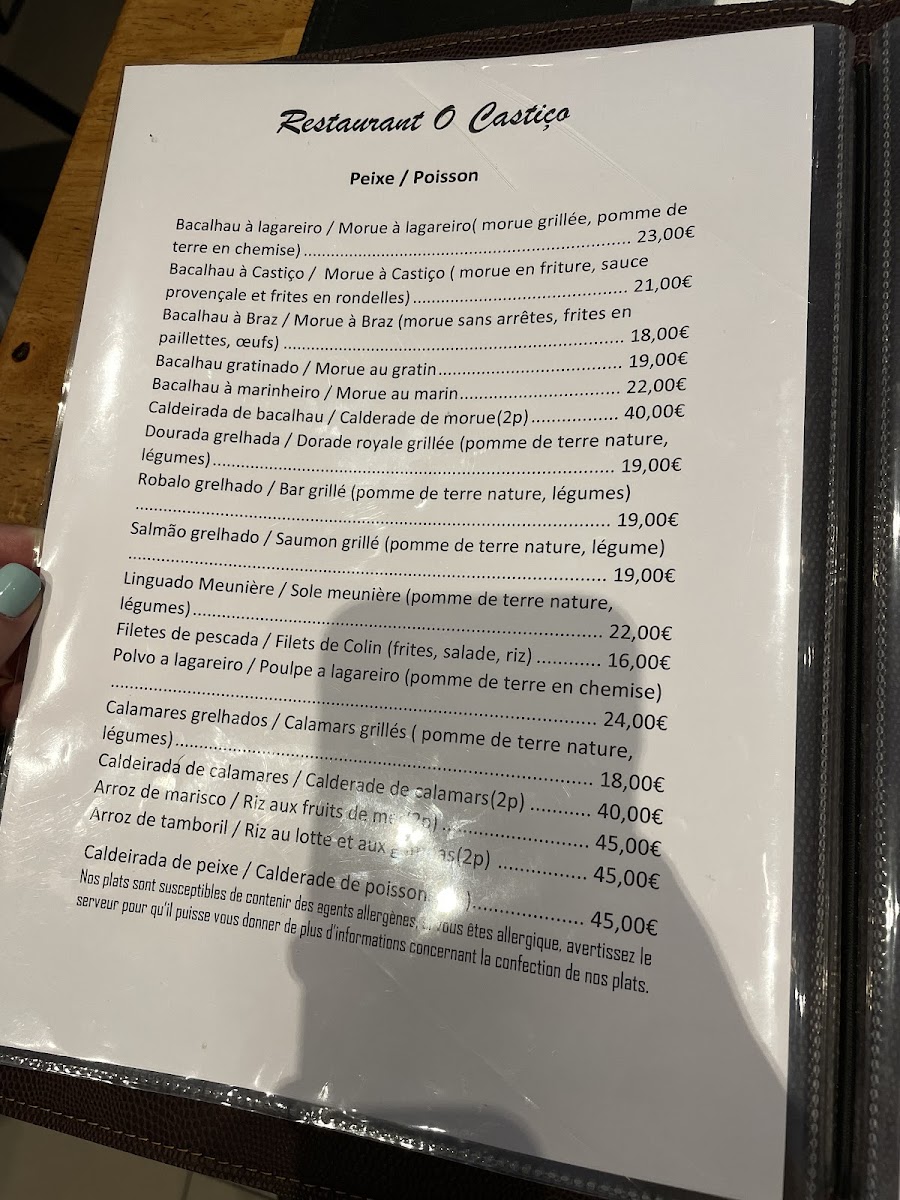 Restaurant O Castiço
Peixe / Poisson
Bacalhau à lagareiro / Morue à lagareiro( morue grillée, pomme de
terre en chemise) ........................................................ 23,00€
Bacalhau à Castiço / Morue à Castiço ( morue en friture, sauce
provençale et frites en rondelles) ..................................... 21,00€
Bacalhau à Braz / Morue à Braz (morue sans arrêtes, frites en
paillettes, œufs) ........................................................... 18,00€
Bacalhau gratinado / Morue au gratin................................ 19,00€
Bacalhau à marinheiro / Morue au marin............................ 22,00€
Caldeirada de bacalhau / Calderade de morue(2p) ............... 40,00€
Dourada grelhada / Dorade royale grillée (pomme de terre nature,
légumes)..................................................................... 19,00€
Robalo grelhado / Bar grillé (pomme de terre nature, légumes)
................................................................................ 19,00€
Salmão grelhado / Saumon grillé (pomme de terre nature, légume)
................................................................................ 19,00€
Linguado Meunière / Sole meunière (pomme de terre nature,
légumes)..................................................................... 22,00€
Filetes de pescada / Filets de Colin (frites, salade, riz) ........... 16,00€
Polvo a lagareiro / Poulpe a lagareiro (pomme de terre en chemise)
................................................................................ 24,00€
Calamares grelhados / Calamars grillés ( pomme de terre nature,
légumes)..................................................................... 18,00€
Caldeirada de calamares / Calderade de calamars(2p) .......... 40,00€
Arroz de marisco / Riz aux fruits de ......................... 45,00€
Arroz de tamboril / Riz au lotte et aux (2p) ............... 45,00€
Caldeirada de peixe / Calderade de poisson ................... 45,00€
Nos plats sont susceptibles de contenir des agents allergènes, vous êtes allergique, avertissez le
serveur pour qu'il puisse vous donner de plus d'informations concernant la confection de nos plats.